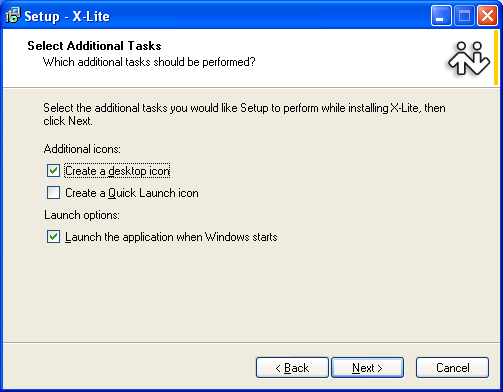 Setup - X-Lite
Select Additional Tasks
Which additional tasks should be performed?
Select the additional tasks you would like Setup to perform while installing X-Lite, then
click Next.
Additional icons:
Create a desktop icon
Create a Quick Launch icon
Launch options:
Launch the application when Windows starts
< Back
Next >
Cancel